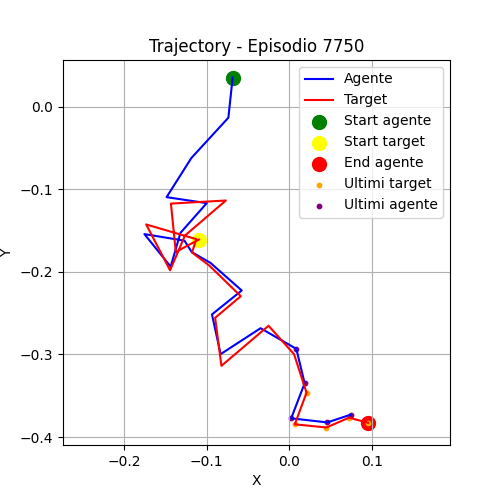 Trajectory - Episodio 7750
Agente
Target
Start agente
Start target
End agente
Ultimi target
Ultimi agente
0.0
−0.1
−0.2
−0.3
−0.4
Y
−0.2
−0.1
0.0
0.1
X